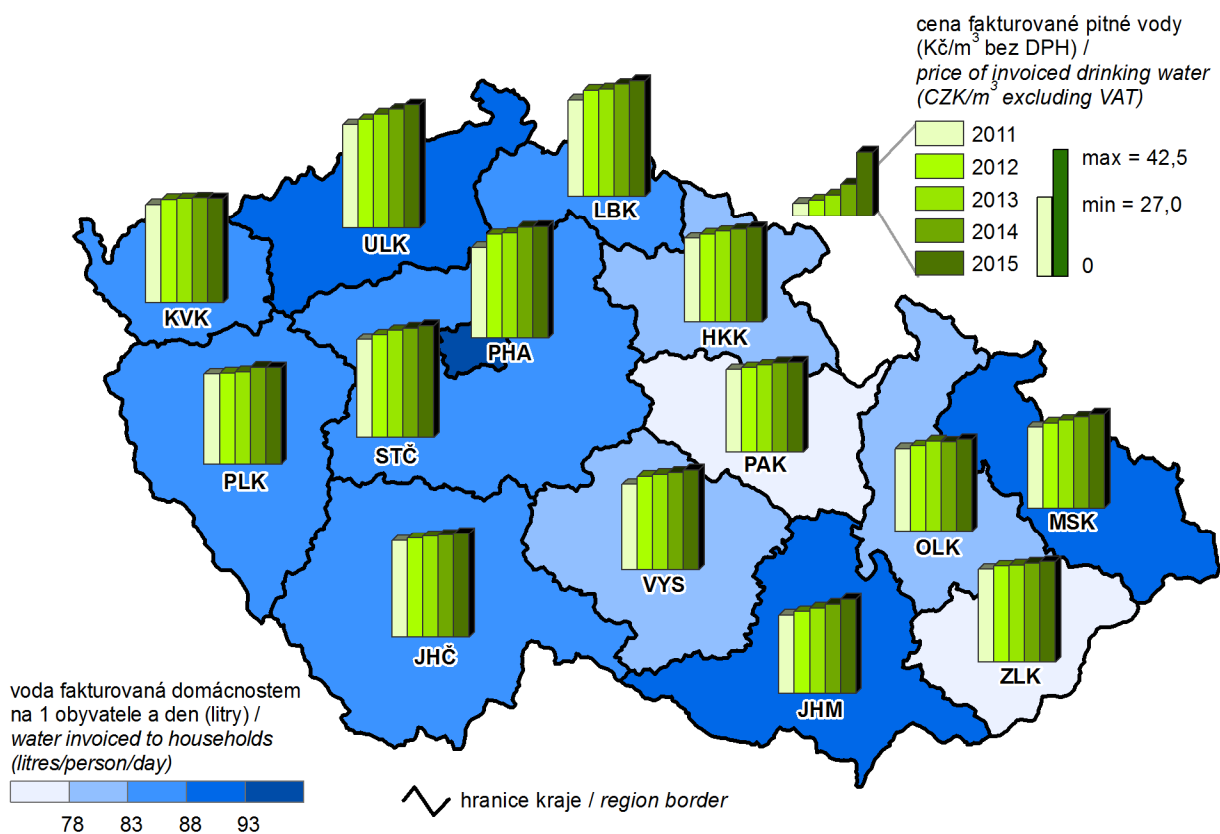 cena fakturované pitné vody
(Kč/m³ bez DPH) /
price of invoiced drinking water
(CZK/m³ excluding VAT)
2011
2012
2013
2014
2015
max = 42,5
min = 27,0
0
LBK
ULK
KVK
PHA
HKK
STČ
PAK
PLK
MSK
OLK
VYS
JHČ
ZLK
JHM
voda fakturovaná domácnostem
na 1 obyvatele a den (litry) /
water invoiced to households
(litres/person/day)
78 83 88 93
hranice kraje / region border